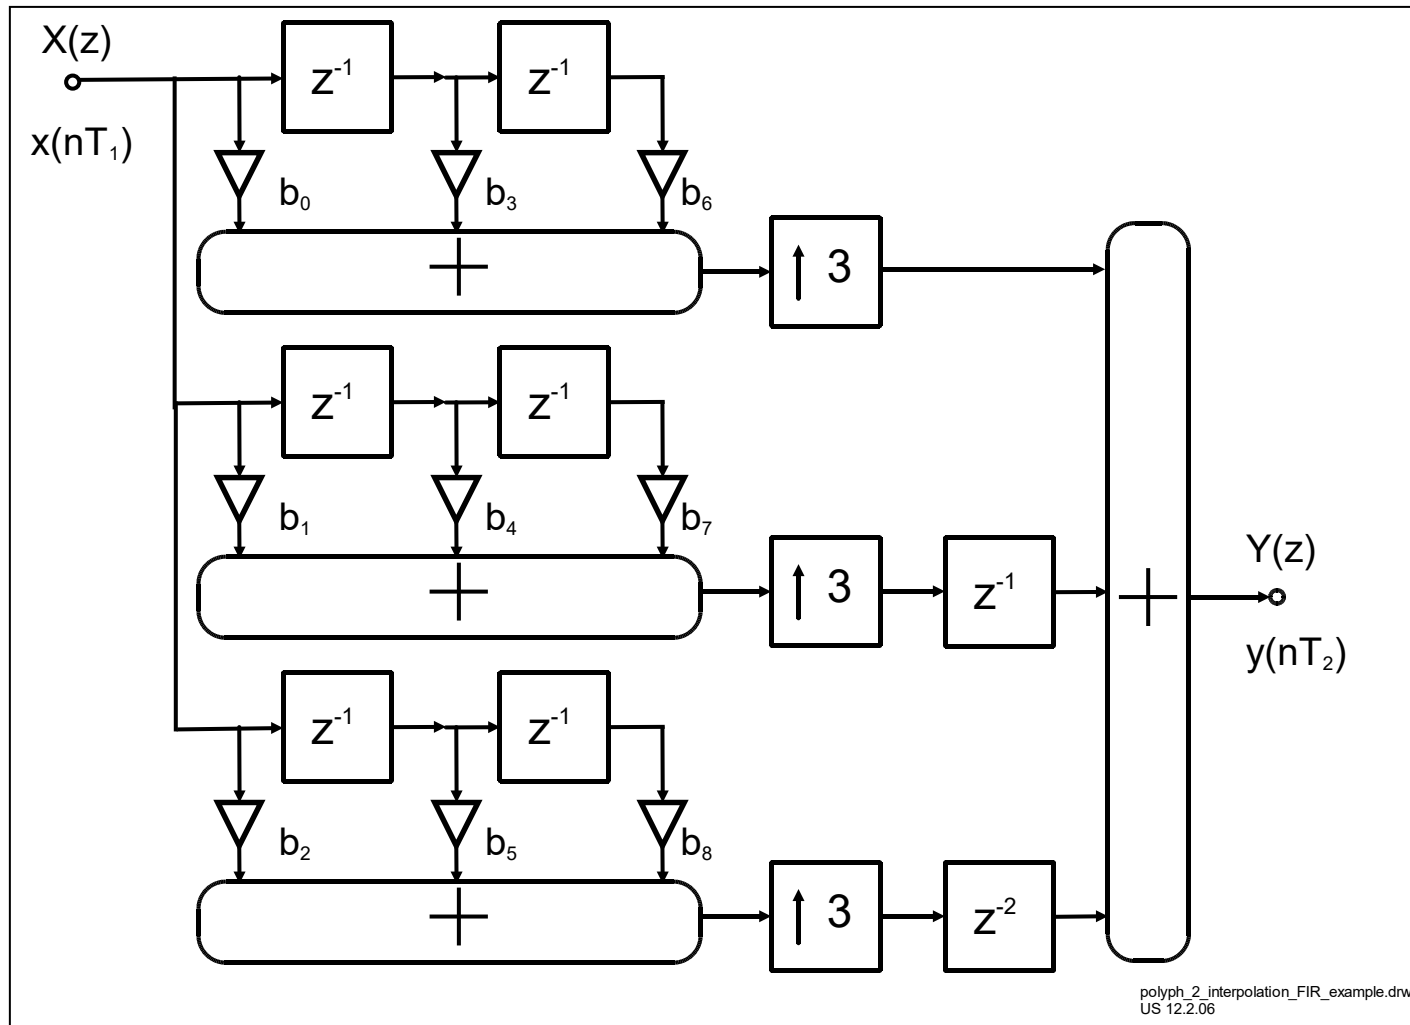 X(z)
x(nT₁)
z⁻¹
z⁻¹
b₀
b₃
b₆
↑ 3
z⁻¹
z⁻¹
b₁
b₄
b₇
↑ 3
z⁻¹
Y(z)
y(nT₂)
z⁻¹
z⁻¹
b₂
b₅
b₈
↑ 3
z⁻²
polyph_2_interpolation_FIR_example.drw
US 12.2.06